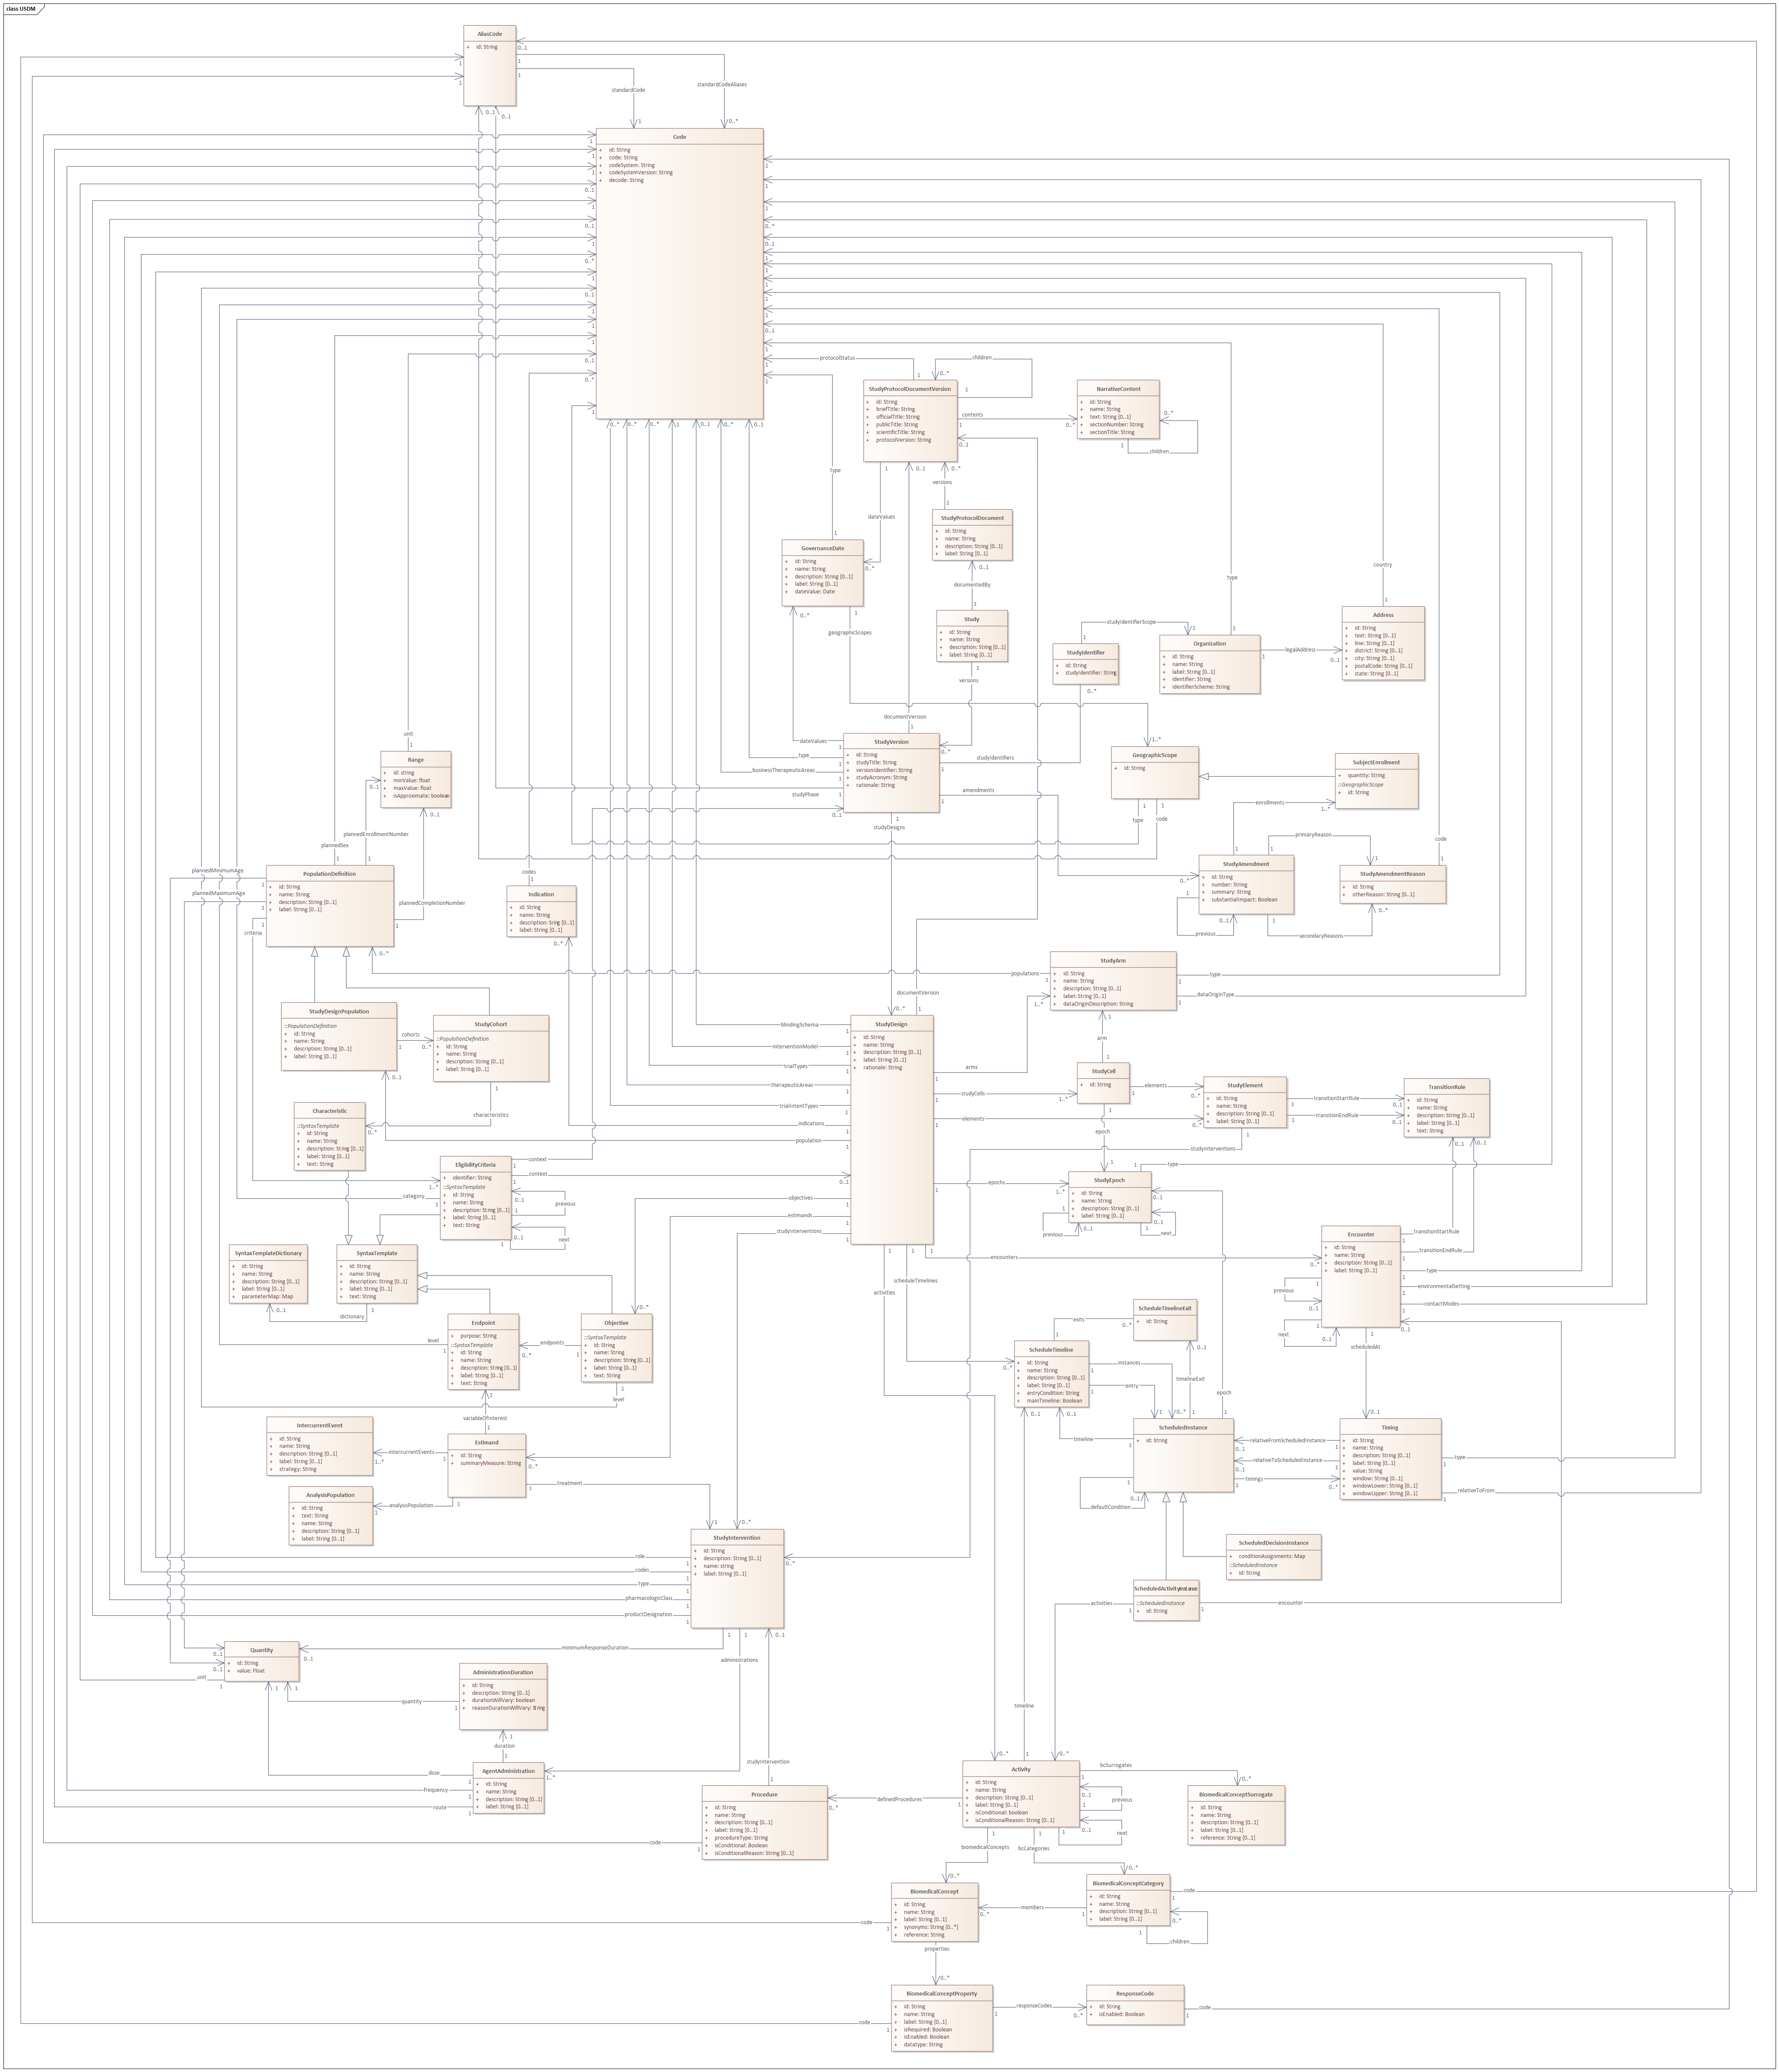 class USDM
AliasCode
+ id: String
0..1
1
1
1
1
standardCodeAliases
standardCode
0..1
0..1
1
0..*
Code
+ id: String
+ code: String
+ codeSystem: String
+ codeSystemVersion: String
+ decode: String
protocolStatus
children
StudyProtocolDocumentVersion
+ id: String
+ briefTitle: String
+ officialTitle: String
+ publicTitle: String
+ scientificTitle: String
+ protocolVersion: String
contents
NarrativeContent
+ id: String
+ name: String
+ text: String [0..1]
+ sectionNumber: String
+ sectionTitle: String
children
type
versions
dateValues
StudyProtocolDocument
+ id: String
+ name: String
+ description: String [0..1]
+ label: String [0..1]
GovernanceDate
+ id: String
+ name: String
+ description: String [0..1]
+ label: String [0..1]
+ dateValue: Date
documentedBy
country
type
Study
+ id: String
+ name: String
+ description: String [0..1]
+ label: String [0..1]
geographicScopes
studyIdentifierScope
StudyIdentifier
+ id: String
+ studyIdentifier: String
Organization
+ id: String
+ name: String
+ label: String [0..1]
+ identifier: String
+ identifierScheme: String
legalAddress
Address
+ id: String
+ text: String [0..1]
+ line: String [0..1]
+ district: String [0..1]
+ city: String [0..1]
+ postalCode: String [0..1]
+ state: String [0..1]
versions
documentVersion
unit
dateValues
type
businessTherapeuticAreas
studyPhase
StudyVersion
+ id: String
+ studyTitle: String
+ versionIdentifier: String
+ studyAcronym: String
+ rationale: String
studyIdentifiers
amendments
GeographicScope
+ id: String
SubjectEnrollment
+ quantity: String
::GeographicScope
+ id: String
Range
+ id: string
+ minValue: float
+ maxValue: float
+ isApproximate: boolean
enrollments
type
code
primaryReason
code
plannedEnrollmentNumber
plannedSex
studyDesigns
plannedMinimumAge
plannedMaximumAge
PopulationDefinition
+ id: String
+ name: String
+ description: String [0..1]
+ label: String [0..1]
plannedCompletionNumber
criteria
codes
Indication
+ id: String
+ name: String
+ description: String [0..1]
+ label: String [0..1]
StudyAmendment
+ id: String
+ number: String
+ summary: String
+ substantialImpact: Boolean
StudyAmendmentReason
+ id: String
+ otherReason: String [0..1]
previous
secondaryReasons
populations
StudyArm
+ id: String
+ name: String
+ description: String [0..1]
+ label: String [0..1]
+ dataOriginDescription: String
type
dataOriginType
documentVersion
StudyDesignPopulation
::PopulationDefinition
+ id: String
+ name: String
+ description: String [0..1]
+ label: String [0..1]
cohorts
StudyCohort
::PopulationDefinition
+ id: String
+ name: String
+ description: String [0..1]
+ label: String [0..1]
blindingSchema
interventionModel
trialTypes
therapeuticAreas
trialIntentTypes
indications
population
StudyDesign
+ id: String
+ name: String
+ description: String [0..1]
+ label: String [0..1]
+ rationale: String
arms
studyCells
elements
arm
StudyCell
+ id: String
elements
StudyElement
+ id: String
+ name: String
+ description: String [0..1]
+ label: String [0..1]
transitionStartRule
transitionEndRule
TransitionRule
+ id: String
+ name: String
+ description: String [0..1]
+ label: String [0..1]
+ text: String
characteristics
Characteristic
::SyntaxTemplate
+ id: String
+ name: String
+ description: String [0..1]
+ label: String [0..1]
+ text: String
epoch
studyInterventions
context
context
type
EligibilityCriteria
+ identifier: String
::SyntaxTemplate
+ id: String
+ name: String
+ description: String [0..1]
+ label: String [0..1]
+ text: String
category
previous
next
epochs
objectives
estimands
studyInterventions
StudyEpoch
+ id: String
+ name: String
+ description: String [0..1]
+ label: String [0..1]
previous
next
encounters
Encounter
+ id: String
+ name: String
+ description: String [0..1]
+ label: String [0..1]
transitionStartRule
transitionEndRule
type
environmentalSetting
contactModes
previous
next
scheduledAt
SyntaxTemplateDictionary
+ id: String
+ name: String
+ description: String [0..1]
+ label: String [0..1]
+ parameterMap: Map
SyntaxTemplate
+ id: String
+ name: String
+ description: String [0..1]
+ label: String [0..1]
+ text: String
dictionary
scheduleTimelines
activities
Endpoint
+ purpose: String
::SyntaxTemplate
+ id: String
+ name: String
+ description: String [0..1]
+ label: String [0..1]
+ text: String
level
endpoints
Objective
::SyntaxTemplate
+ id: String
+ name: String
+ description: String [0..1]
+ label: String [0..1]
+ text: String
level
ScheduleTimelineExit
+ id: String
exits
ScheduleTimeline
+ id: String
+ name: String
+ description: String [0..1]
+ label: String [0..1]
+ entryCondition: String
+ mainTimeline: Boolean
instances
entry
timelineExit
epoch
variableOfInterest
IntercurrentEvent
+ id: String
+ name: String
+ description: String [0..1]
+ label: String [0..1]
+ strategy: String
intercurrentEvents
Estimand
+ id: String
+ summaryMeasure: String
timeline
ScheduledInstance
+ id: String
relativeFromScheduledInstance
relativeToScheduledInstance
timings
Timing
+ id: String
+ name: String
+ description: String [0..1]
+ label: String [0..1]
+ value: String
+ window: String [0..1]
+ windowLower: String [0..1]
+ windowUpper: String [0..1]
type
relativeToFrom
defaultCondition
treatment
AnalysisPopulation
+ id: String
+ text: String
+ name: String
+ description: String [0..1]
+ label: String [0..1]
analysisPopulation
StudyIntervention
+ id: String
+ description: String [0..1]
+ name: string
+ label: String [0..1]
role
codes
type
pharmacologicClass
productDesignation
ScheduledDecisionInstance
+ conditionAssignments: Map
::ScheduledInstance
+ id: String
ScheduledActivityInstance
::ScheduledInstance
+ id: String
activities
encounter
Quantity
+ id: String
+ value: Float
unit
minimumResponseDuration
administrations
AdministrationDuration
+ id: String
+ description: String [0..1]
+ durationWillVary: boolean
+ reasonDurationWillVary: String
quantity
duration
timeline
AgentAdministration
+ id: String
+ name: String
+ description: String [0..1]
+ label: String [0..1]
dose
frequency
route
studyIntervention
Procedure
+ id: String
+ name: String
+ description: String [0..1]
+ label: String [0..1]
+ procedureType: String
+ isConditional: Boolean
+ isConditionalReason: String [0..1]
code
definedProcedures
Activity
+ id: String
+ name: String
+ description: String [0..1]
+ label: String [0..1]
+ isConditional: boolean
+ isConditionalReason: String [0..1]
bcSurrogates
previous
next
BiomedicalConceptSurrogate
+ id: String
+ name: String
+ description: String [0..1]
+ label: String [0..1]
+ reference: String [0..1]
biomedicalConcepts
bcCategories
BiomedicalConcept
+ id: String
+ name: String
+ label: String [0..1]
+ synonyms: String [0..*]
+ reference: String
code
members
BiomedicalConceptCategory
+ id: String
+ name: String
+ description: String [0..1]
+ label: String [0..1]
code
children
properties
BiomedicalConceptProperty
+ id: String
+ name: String
+ label: String [0..1]
+ isRequired: Boolean
+ isEnabled: Boolean
+ datatype: String
code
responseCodes
ResponseCode
+ id: String
+ isEnabled: Boolean
code